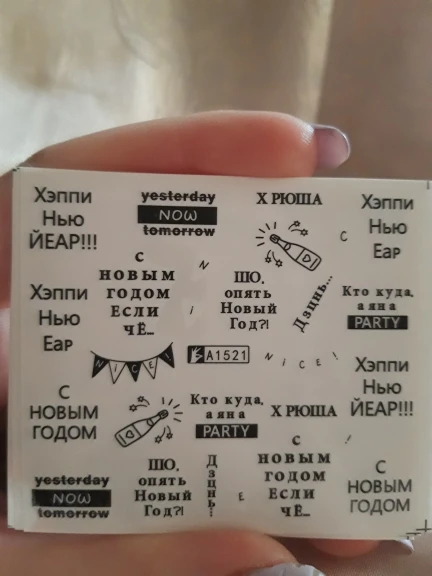 Хэппи
Нью
ЙЕАР!!!
yesterday
NOW
tomorrow
Х РЮША
Хэппи
Нью
Еар
С
НОВЫМ
ГОДОМ
ЕСЛИ
ЧЁ...
N
i
C
ШО,
опять
Новый
Год?!
Дзцнь...
Кто куда,
а я на
PARTY
Хэппи
Нью
Еар
NiCE!
A1521
NiCE!
Хэппи
Нью
ЙЕАР!!!
С
НОВЫМ
ГОДОМ
Кто куда,
а я на
PARTY
Х РЮША
yesterday
NOW
tomorrow
ШО,
опять
Новый
Год?!
Дзцнь...
E
!
С
НОВЫМ
ГОДОМ
ЕСЛИ
ЧЁ...
С
НОВЫМ
ГОДОМ